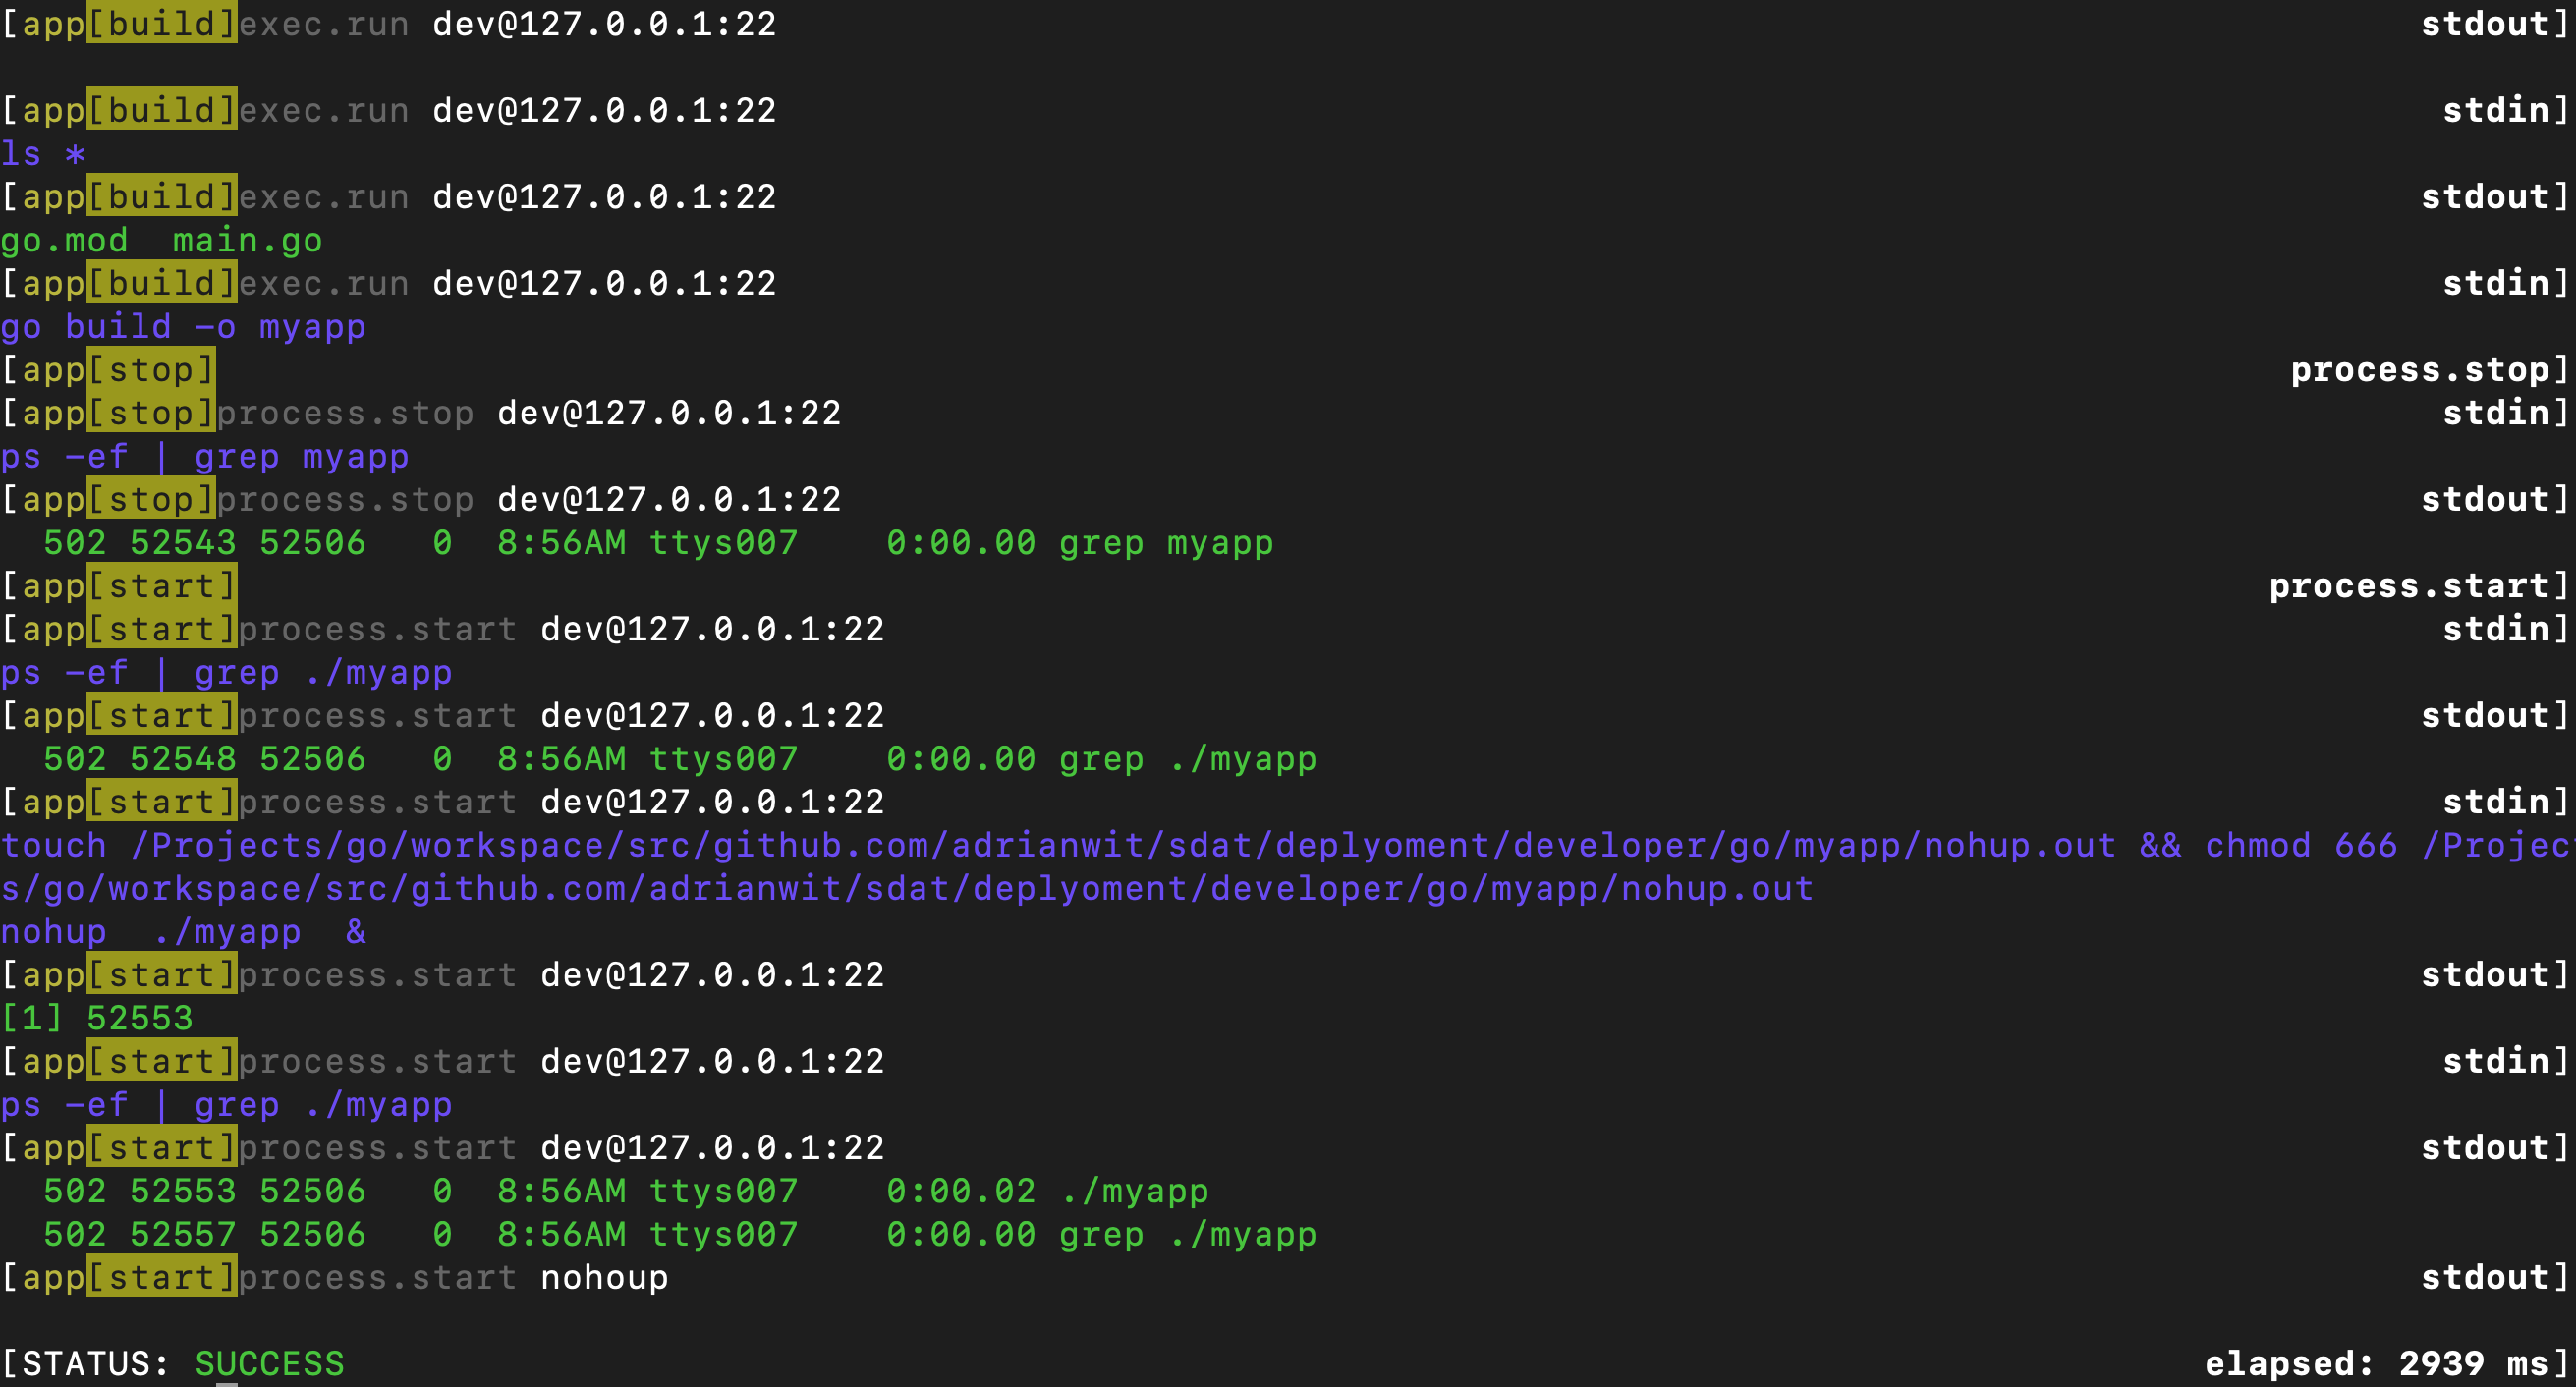 [app[build]exec.run dev@127.0.0.1:22 stdout]
[app[build]exec.run dev@127.0.0.1:22 stdin]
ls *
[app[build]exec.run dev@127.0.0.1:22 stdout]
go.mod  main.go
[app[build]exec.run dev@127.0.0.1:22 stdin]
go build -o myapp
[app[stop] process.stop]
[app[stop]process.stop dev@127.0.0.1:22 stdin]
ps -ef | grep myapp
[app[stop]process.stop dev@127.0.0.1:22 stdout]
  502 52543 52506   0  8:56AM ttys007    0:00.00 grep myapp
[app[start] process.start]
[app[start]process.start dev@127.0.0.1:22 stdin]
ps -ef | grep ./myapp
[app[start]process.start dev@127.0.0.1:22 stdout]
  502 52548 52506   0  8:56AM ttys007    0:00.00 grep ./myapp
[app[start]process.start dev@127.0.0.1:22 stdin]
touch /Projects/go/workspace/src/github.com/adrianwit/sdat/deplyoment/developer/go/myapp/nohup.out && chmod 666 /Projec
s/go/workspace/src/github.com/adrianwit/sdat/deplyoment/developer/go/myapp/nohup.out
nohup  ./myapp  &
[app[start]process.start dev@127.0.0.1:22 stdout]
[1] 52553
[app[start]process.start dev@127.0.0.1:22 stdin]
ps -ef | grep ./myapp
[app[start]process.start dev@127.0.0.1:22 stdout]
  502 52553 52506   0  8:56AM ttys007    0:00.02 ./myapp
  502 52557 52506   0  8:56AM ttys007    0:00.00 grep ./myapp
[app[start]process.start nohoup stdout]
[STATUS: SUCCESS elapsed: 2939 ms]